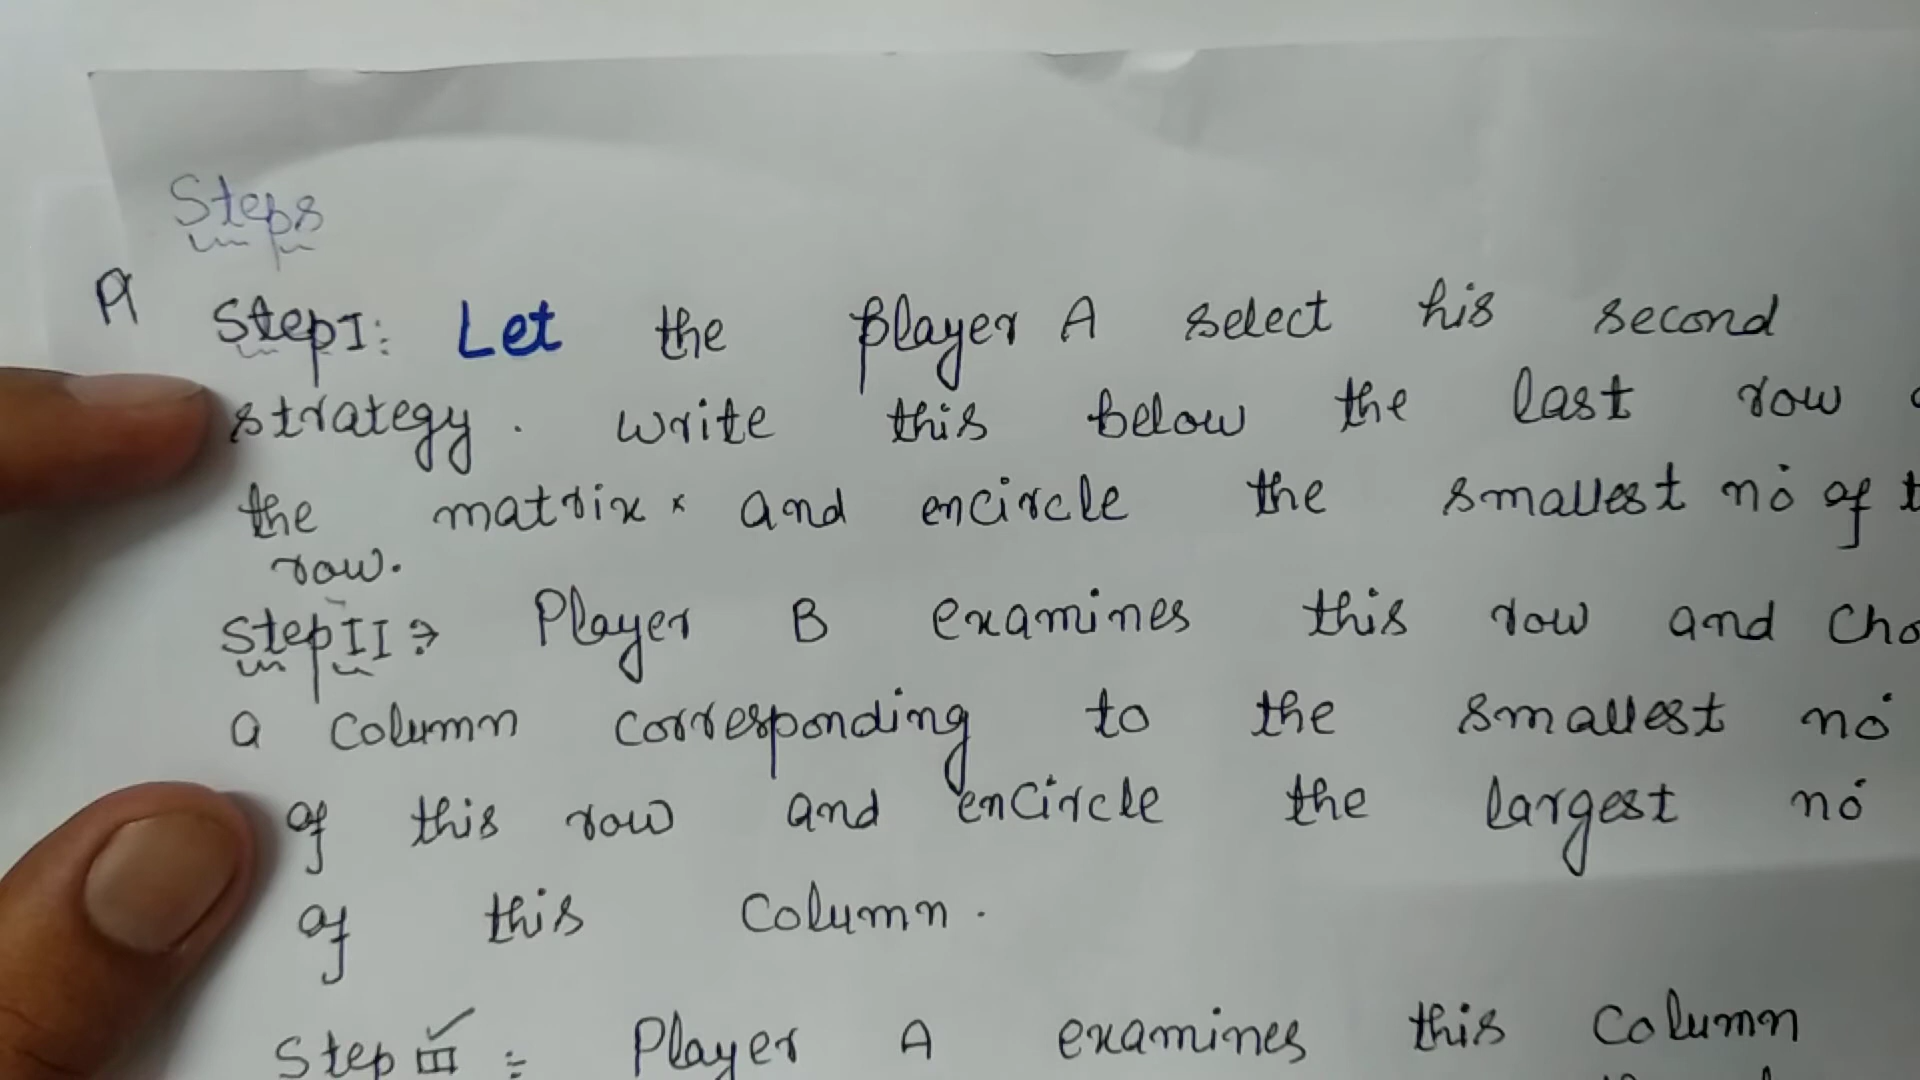 Steps
A StepI: Let the player A select his second
strategy. write this below the last row
the matrix × and encircle the smallest no of
row.
StepII :→ Player B examines this row and
a column corresponding to the smallest no
of this row and encircle the largest no
of this column.
Step III : Player A examines this column